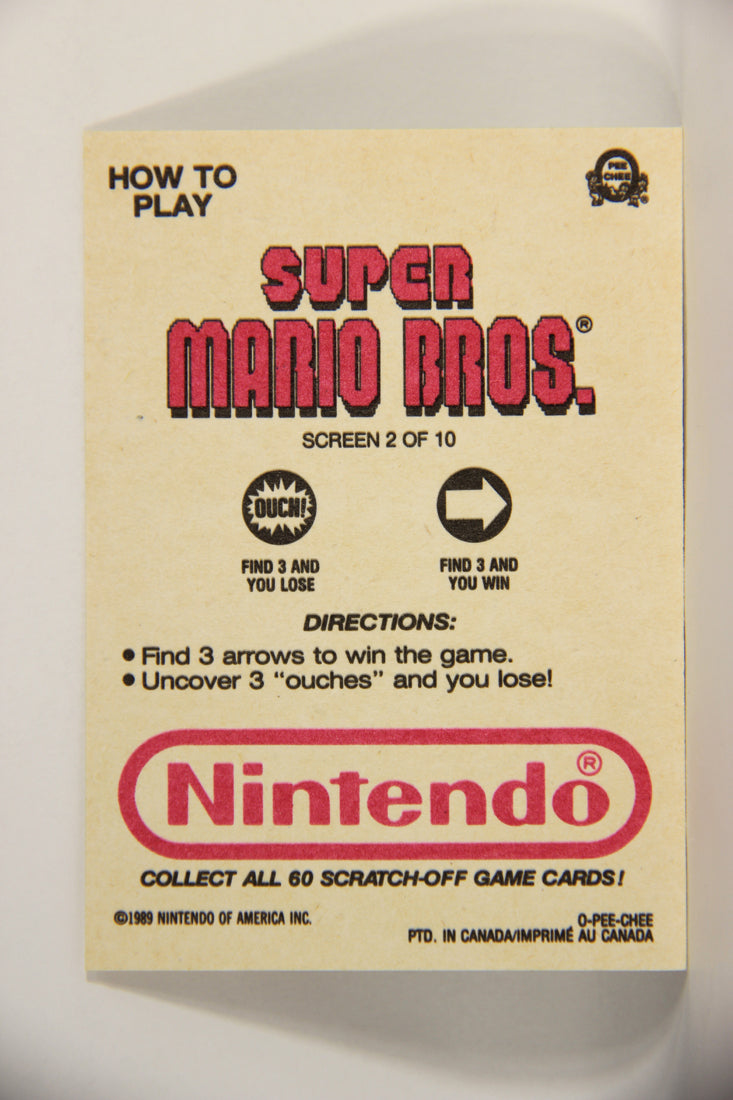 HOW TO
PLAY
PEE
CHEE
®
SUPER
MARIO BROS.®
SCREEN 2 OF 10
OUCH!
FIND 3 AND
YOU LOSE
FIND 3 AND
YOU WIN
DIRECTIONS:
• Find 3 arrows to win the game.
• Uncover 3 “ouches” and you lose!
Nintendo®
COLLECT ALL 60 SCRATCH-OFF GAME CARDS!
©1989 NINTENDO OF AMERICA INC.
O-PEE-CHEE
PTD. IN CANADA/IMPRIMÉ AU CANADA